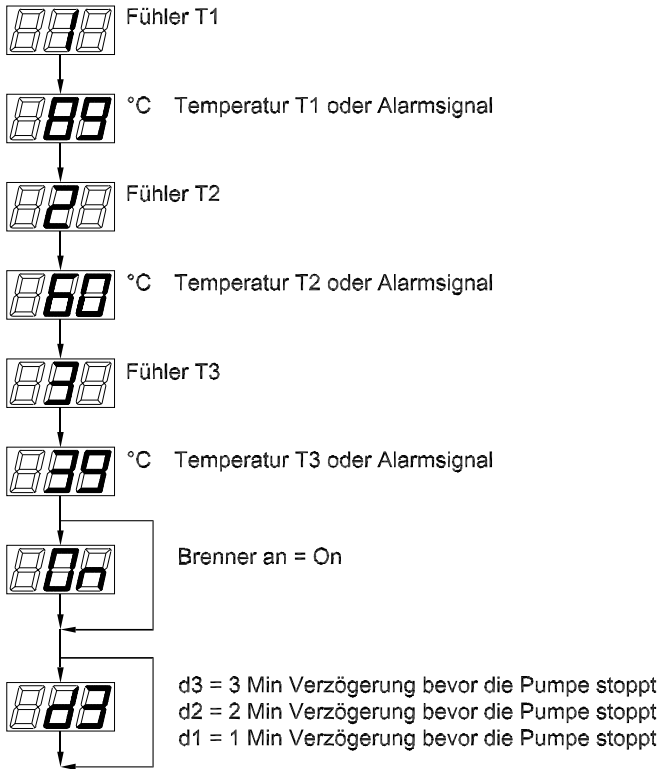 1 Fühler T1
89 °C Temperatur T1 oder Alarmsignal
2 Fühler T2
60 °C Temperatur T2 oder Alarmsignal
3 Fühler T3
39 °C Temperatur T3 oder Alarmsignal
0n Brenner an = On
d3 d3 = 3 Min Verzögerung bevor die Pumpe stoppt
d2 = 2 Min Verzögerung bevor die Pumpe stoppt
d1 = 1 Min Verzögerung bevor die Pumpe stoppt